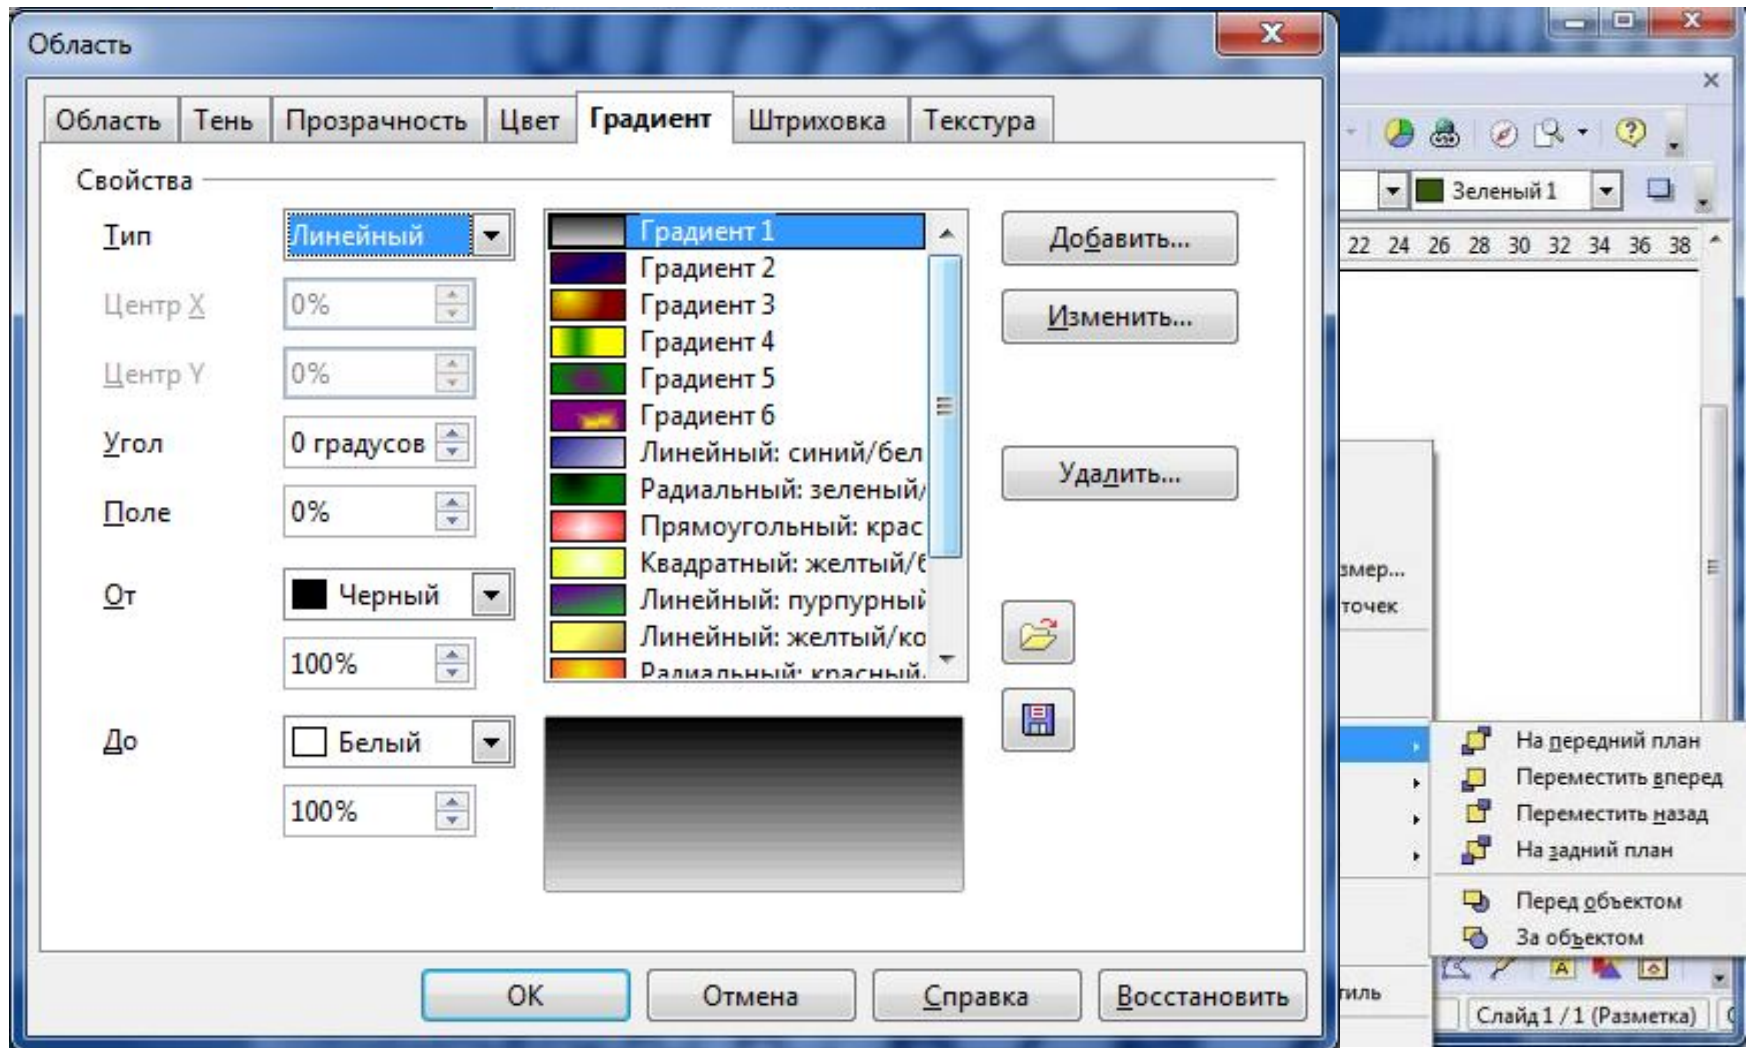 Область
Область Тень Прозрачность Цвет Градиент Штриховка Текстура
Свойства
Тип
Линейный
Центр X
0%
Центр Y
0%
Угол
0 градусов
Поле
0%
От
Черный
100%
До
Белый
100%
Градиент 1
Градиент 2
Градиент 3
Градиент 4
Градиент 5
Градиент 6
Линейный: синий/бел
Радиальный: зеленый/
Прямоугольный: крас
Квадратный: желтый/б
Линейный: пурпурный
Линейный: желтый/ко
Радиальный: красный
Добавить...
Изменить...
Удалить...
OK
Отмена
Справка
Восстановить
Зеленый 1
22 24 26 28 30 32 34 36 38
змер...
точек
На передний план
Переместить вперед
Переместить назад
На задний план
Перед объектом
За объектом
тиль
Слайд 1 / 1 (Разметка)